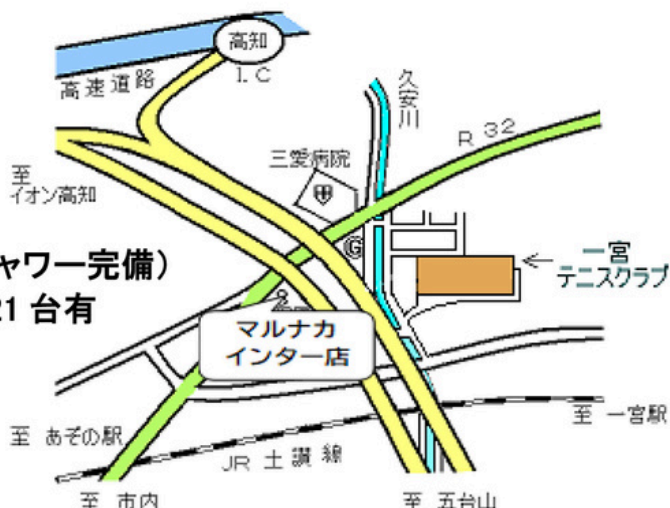 高知
I.C
高速道路
久安川
R 32
三愛病院
至
イオン高知
G
一宮
テニスクラブ
ャワー完備)
21 台有
マルナカ
インター店
至 あぞの駅
JR 土讃線
至 一宮駅
至 市内
至 五台山